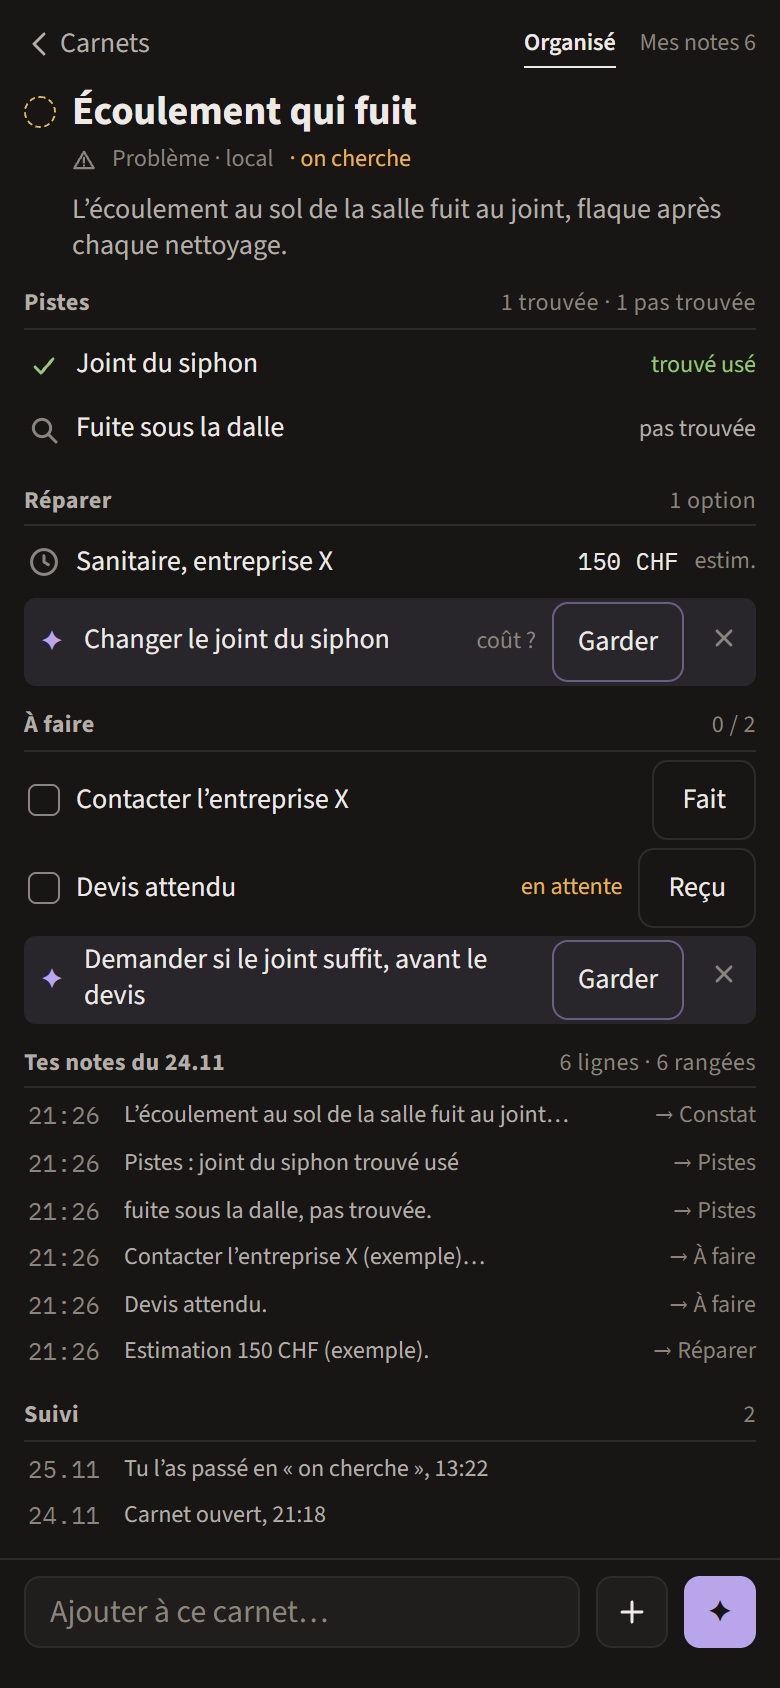 Carnets
Organisé Mes notes 6
Écoulement qui fuit
Problème · local · on cherche
L’écoulement au sol de la salle fuit au joint, flaque après
chaque nettoyage.
Pistes 1 trouvée · 1 pas trouvée
Joint du siphon trouvé usé
Fuite sous la dalle pas trouvée
Réparer 1 option
Sanitaire, entreprise X 150 CHF estim.
Changer le joint du siphon coût ? Garder
À faire 0 / 2
Contacter l’entreprise X Fait
Devis attendu en attente Reçu
Demander si le joint suffit, avant le
devis
Garder
Tes notes du 24.11 6 lignes · 6 rangées
21:26 L’écoulement au sol de la salle fuit au joint… → Constat
21:26 Pistes : joint du siphon trouvé usé → Pistes
21:26 fuite sous la dalle, pas trouvée. → Pistes
21:26 Contacter l’entreprise X (exemple)… → À faire
21:26 Devis attendu. → À faire
21:26 Estimation 150 CHF (exemple). → Réparer
Suivi 2
25.11 Tu l’as passé en « on cherche », 13:22
24.11 Carnet ouvert, 21:18
Ajouter à ce carnet…